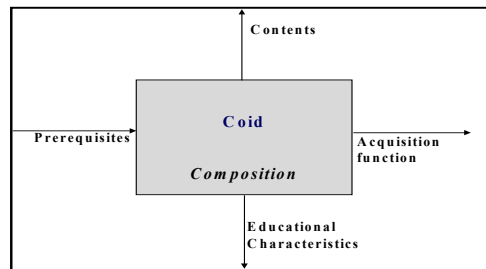 Contents
Coid
Prerequisites
Acquisition
function
Composition
Educational
Characteristics